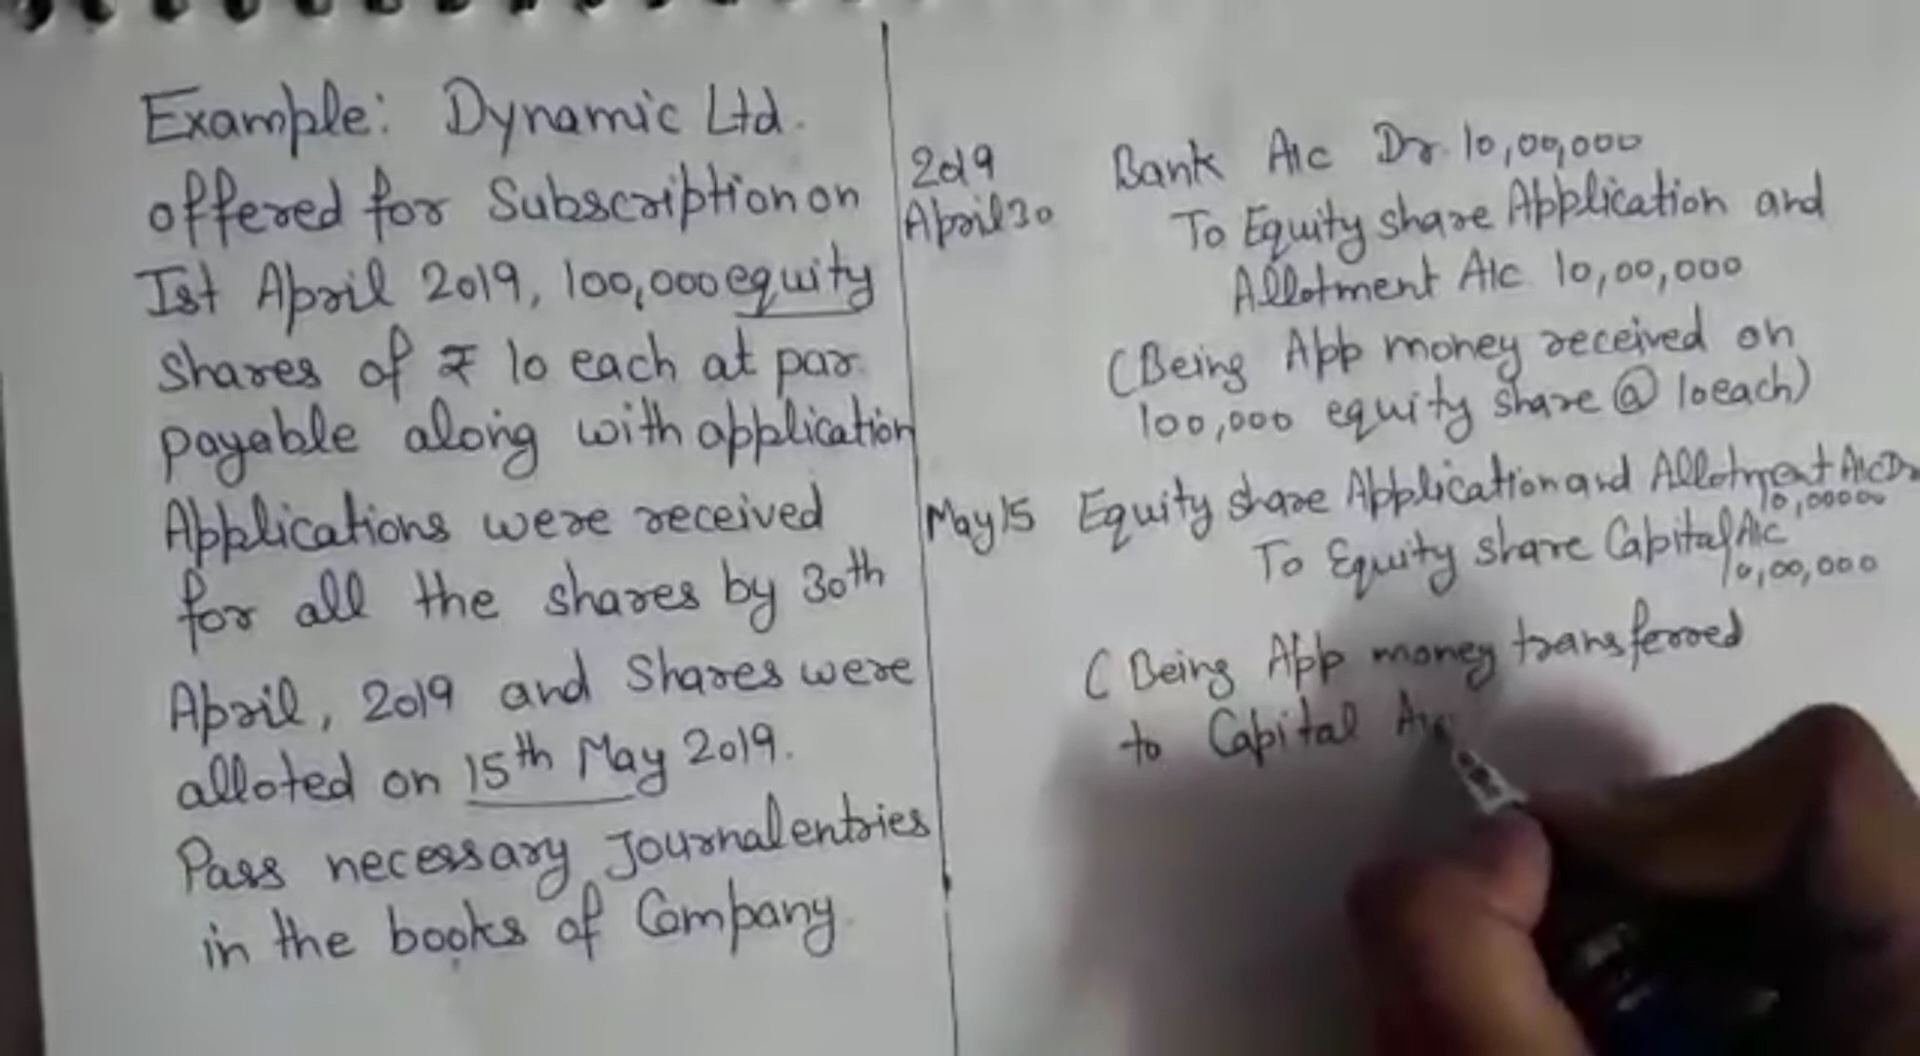 Example: Dynamic Ltd.
offered for Subscription on
Ist April 2019, 100,000 equity
Shares of ₹ 10 each at par.
payable along with application
Applications were received
for all the shares by 30th
April, 2019 and Shares were
alloted on 15th May 2019.
Pass necessary Journal entries
in the books of Company.
2019
April 30
Bank A/c Dr. 10,00,000
To Equity share Application and
Allotment A/c 10,00,000
(Being App money received on
100,000 equity share @ 10 each)
May 15 Equity share Application and Allotment A/c Dr
10,00000
To Equity share Capital A/c
10,00,000
(Being App money transferred
to Capital A/c